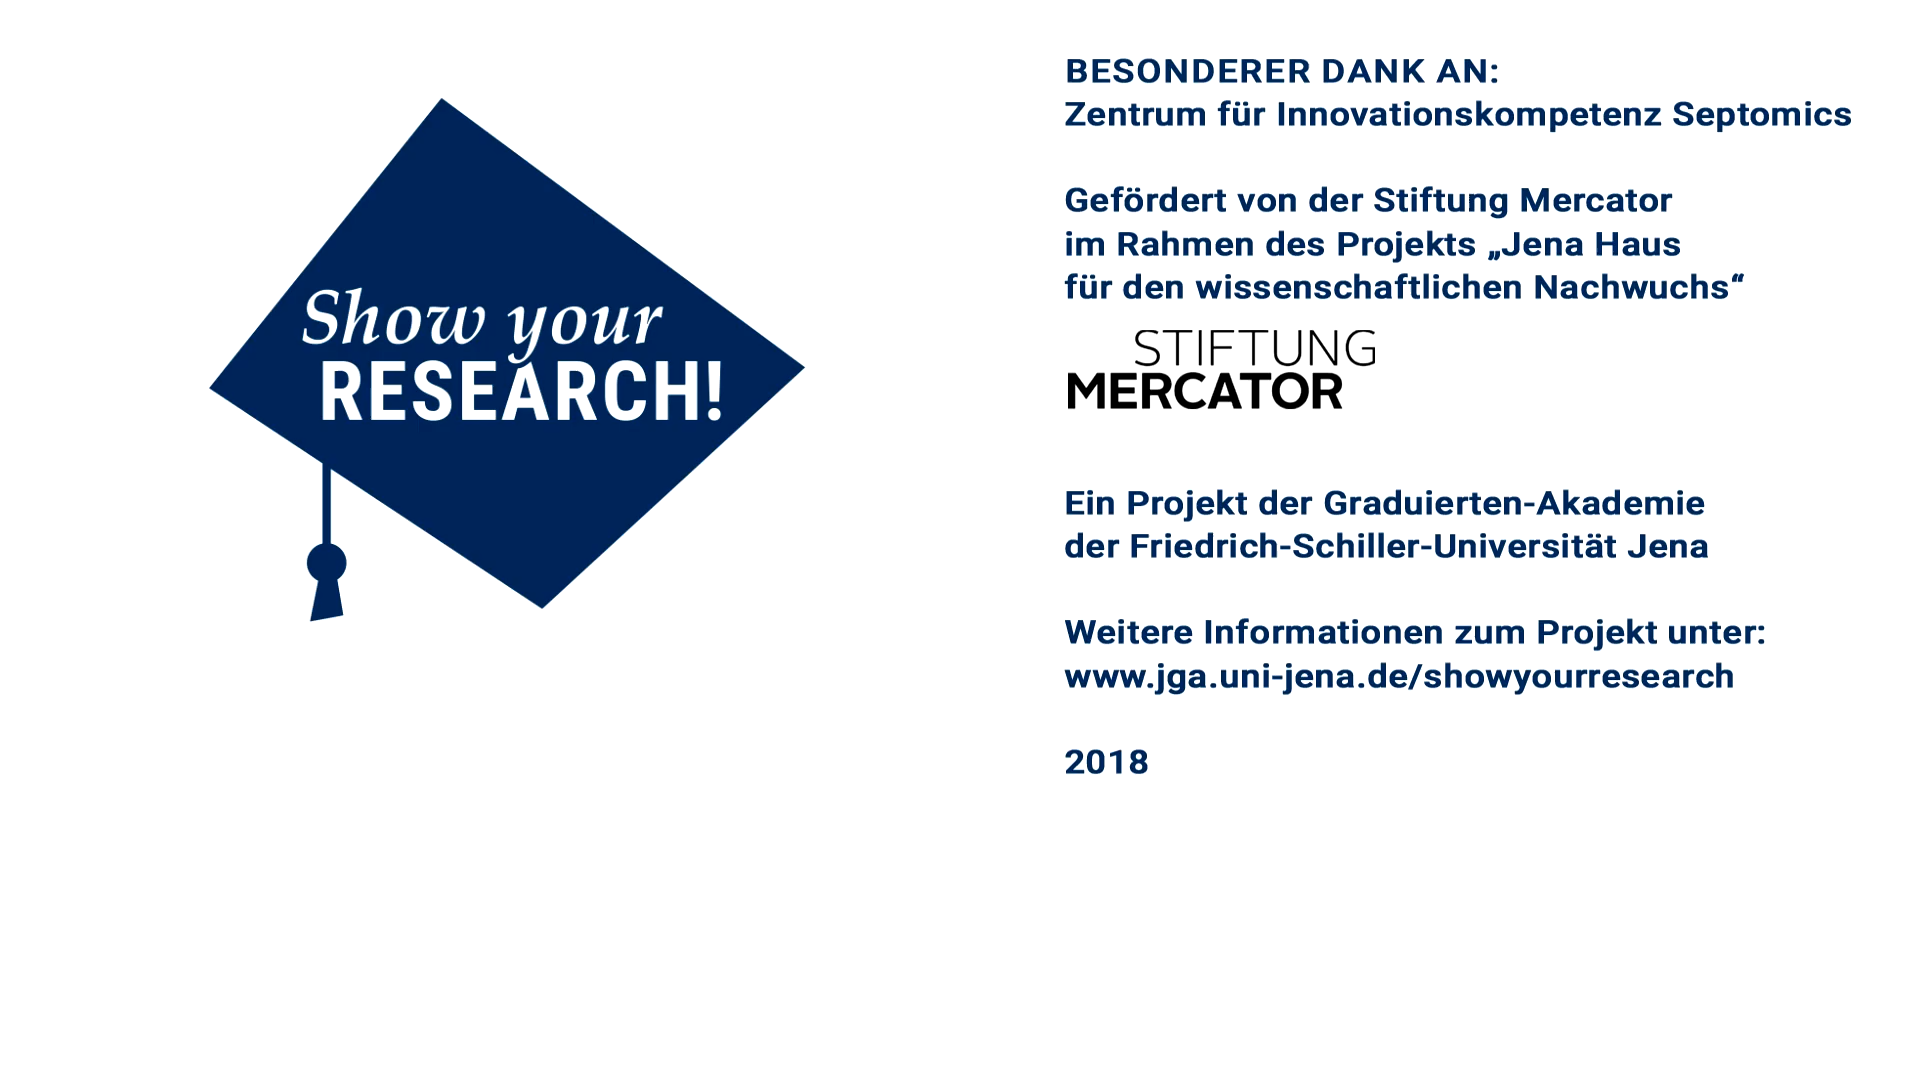 Show your
RESEARCH!
BESONDERER DANK AN:
Zentrum für Innovationskompetenz Septomics
Gefördert von der Stiftung Mercator
im Rahmen des Projekts „Jena Haus
für den wissenschaftlichen Nachwuchs“
STIFTUNG
MERCATOR
Ein Projekt der Graduierten-Akademie
der Friedrich-Schiller-Universität Jena
Weitere Informationen zum Projekt unter:
www.jga.uni-jena.de/showyourresearch
2018